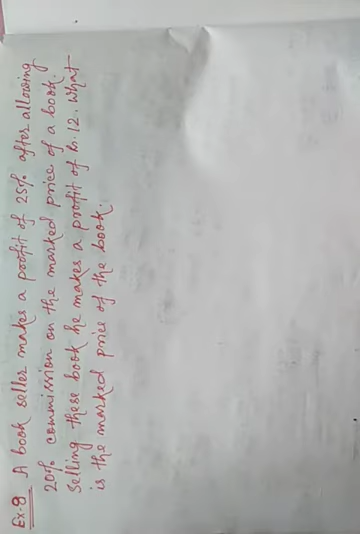 Ex-8 A book seller makes a profit of 25% after allowing
20% commission on the marked price of a book.
Selling these book he makes a profit of Rs.12. What
is the marked price of the book.